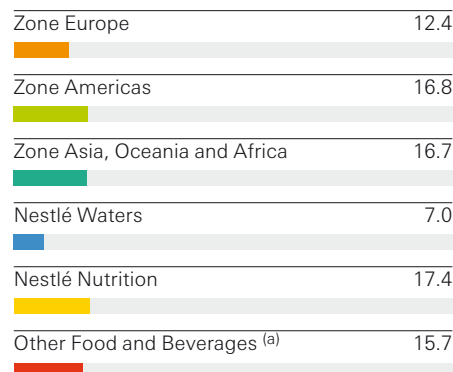 Zone Europe 12.4
Zone Americas 16.8
Zone Asia, Oceania and Africa 16.7
Nestlé Waters 7.0
Nestlé Nutrition 17.4
Other Food and Beverages (a) 15.7